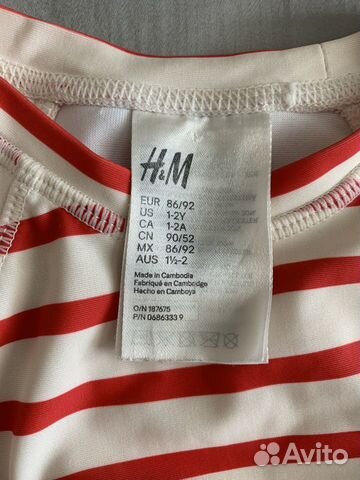 H&M
EUR 86/92
US 1-2Y
CA 1-2A
CN 90/52
MX 86/92
AUS 1½-2
Made in Cambodia
Fabriqué en Cambodge
Hecho en Camboya
O/N 187675
P/N 0686333 9
Avito